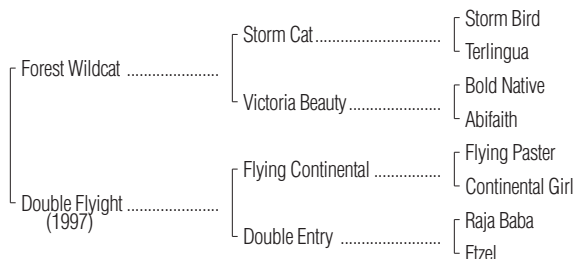 Storm Bird
Storm Cat ..............................
Terlingua
Forest Wildcat ......................
Bold Native
Victoria Beauty ......................
Abifaith
Flying Paster
Flying Continental .................
Continental Girl
Double Flyight ......................
(1997)
Raja Baba
Double Entry ........................
Etzel